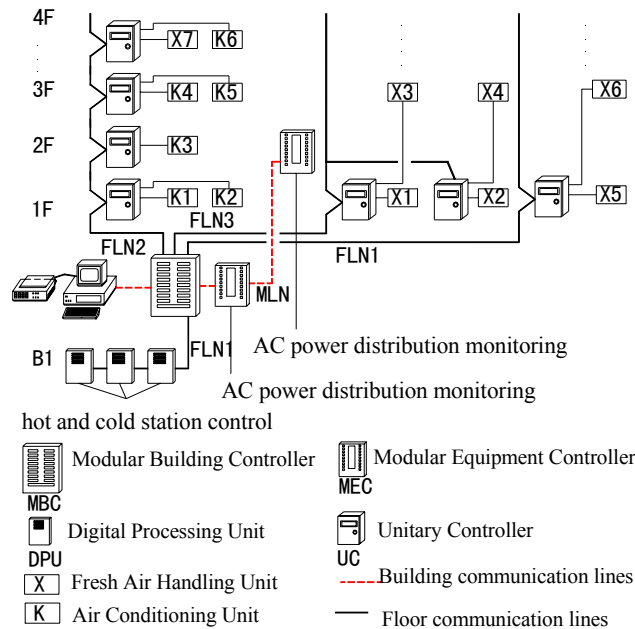 4F
X7 K6
3F
K4 K5
X3 X4 X6
2F
K3
1F
K1 K2
X1 X2 X5
FLN3
FLN2
FLN1
MLN
FLN1
B1
AC power distribution monitoring
AC power distribution monitoring
hot and cold station control
Modular Building Controller
MBC
Modular Equipment Controller
MEC
Digital Processing Unit
DPU
Unitary Controller
UC
X Fresh Air Handling Unit
Building communication lines
K Air Conditioning Unit
Floor communication lines